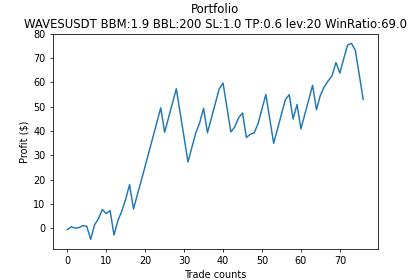 Portfolio
WAVESUSDT BBM:1.9 BBL:200 SL:1.0 TP:0.6 lev:20 WinRatio:69.0
80
70
60
50
40
30
20
10
0
Profit ($)
0 10 20 30 40 50 60 70
Trade counts